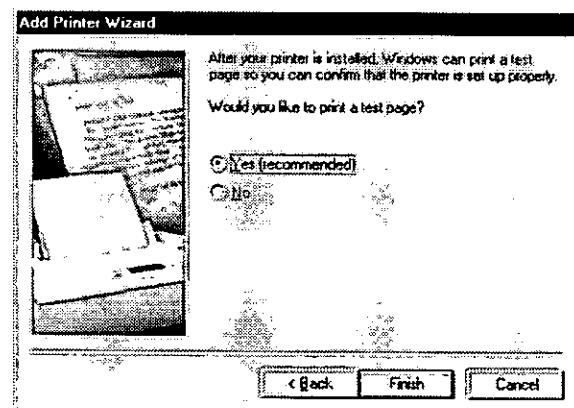 Add Printer Wizard
After your printer is installed, Windows can print a test
page so you can confirm that the printer is set up properly.
Would you like to print a test page?
Yes (recommended)
No
< Back
Finish
Cancel